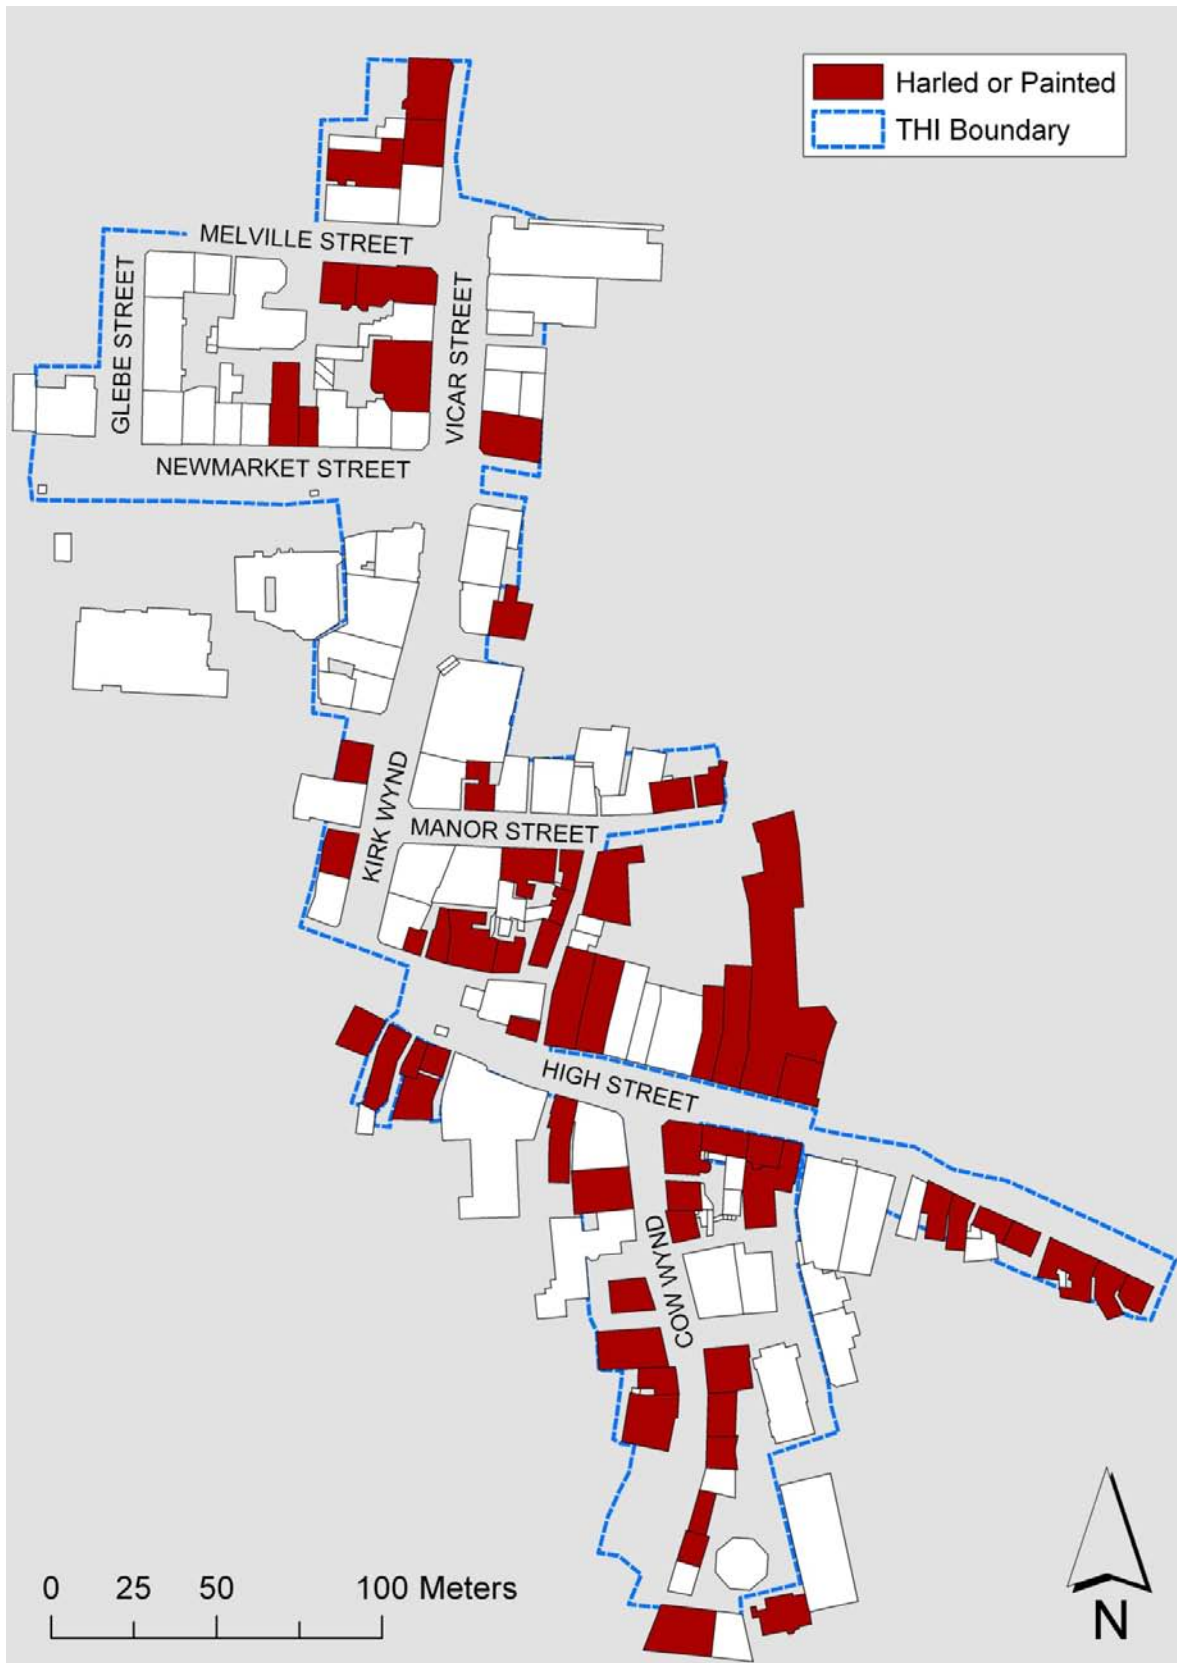 Harled or Painted
THI Boundary
MELVILLE STREET
GLEBE STREET
VICAR STREET
NEWMARKET STREET
KIRK WYND
MANOR STREET
HIGH STREET
COW WYND
0 25 50 100 Meters
N